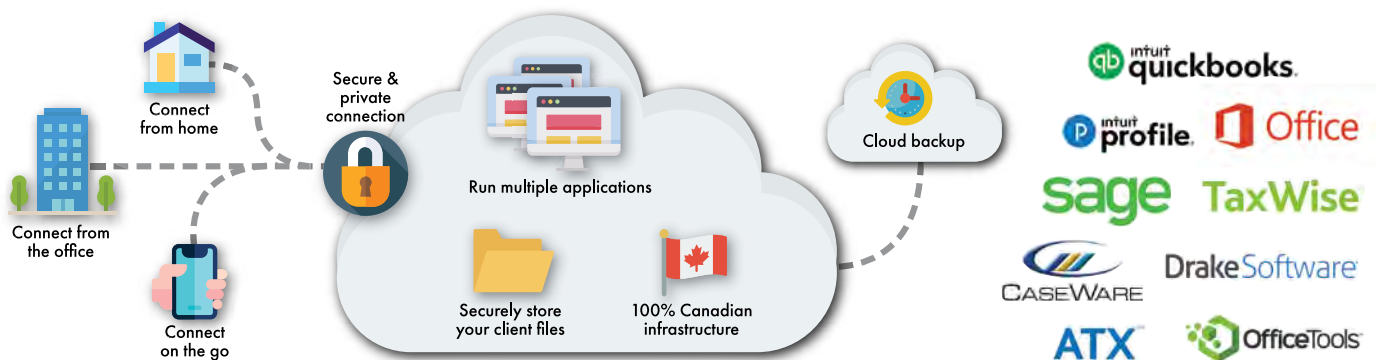 Connect
from home
Connect from
the office
Connect
on the go
Secure &
private
connection
Run multiple applications
Securely store
your client files
100% Canadian
infrastructure
Cloud backup
qb intuit quickbooks.
P intuit profile.
Office
sage
TaxWise
CASEWARE
DrakeSoftware
ATX
OfficeTools